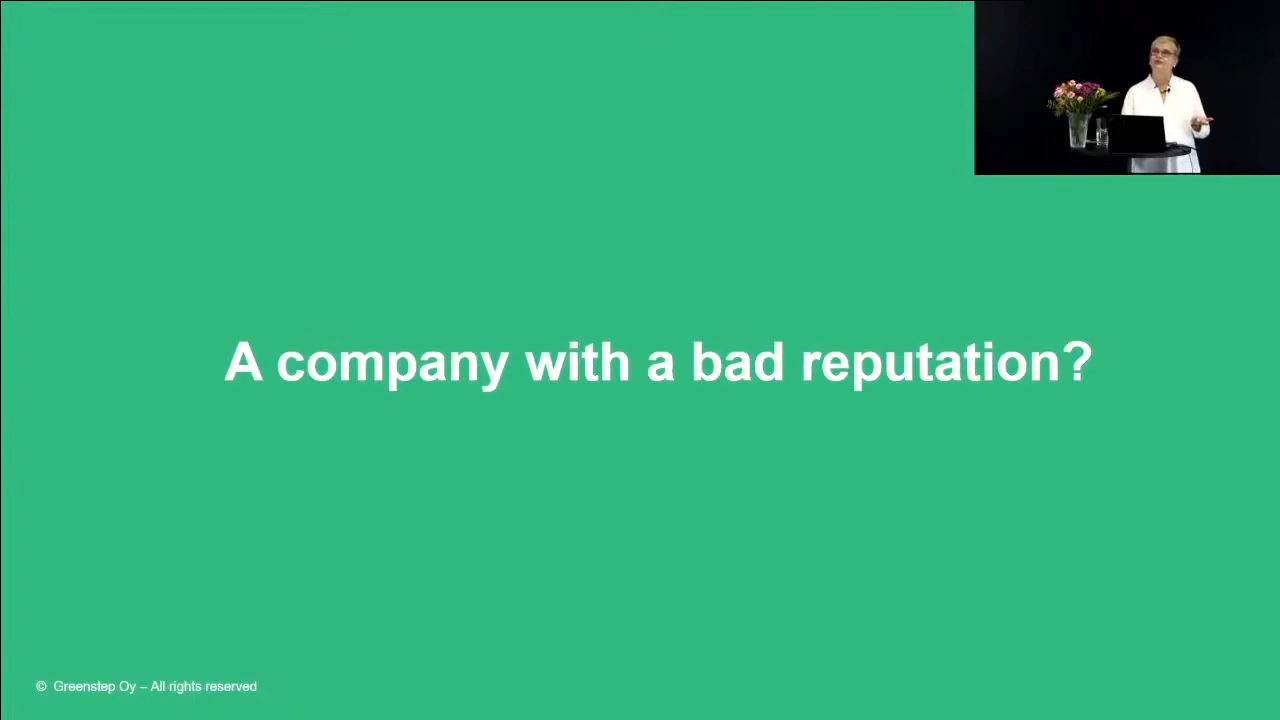 A company with a bad reputation?
© Greenstep Oy – All rights reserved